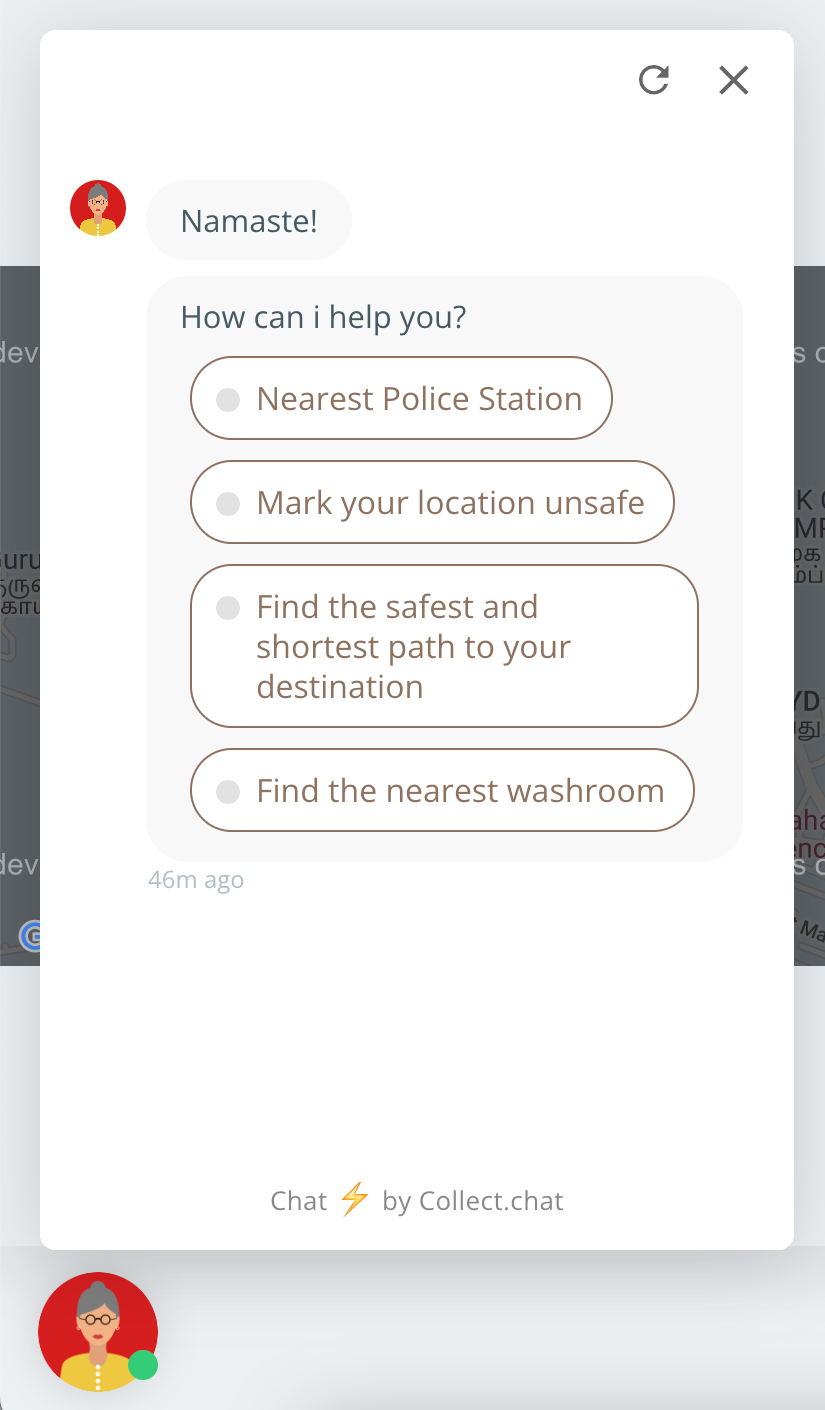 Namaste!
How can i help you?
Nearest Police Station
Mark your location unsafe
Find the safest and
shortest path to your
destination
Find the nearest washroom
46m ago
Chat ⚡ by Collect.chat